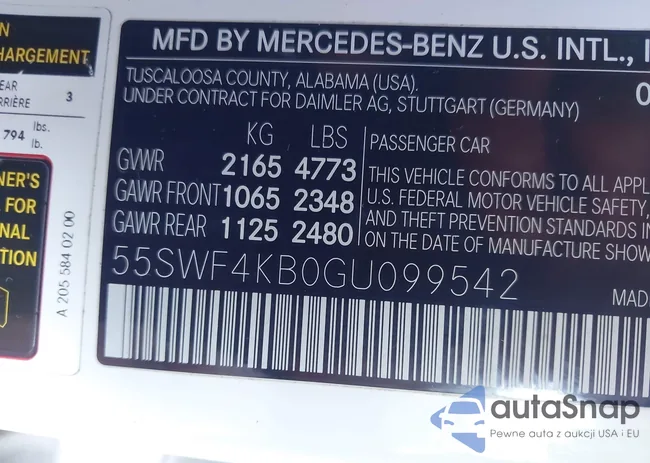 N
HARGEMENT
EAR
RRIÈRE 3
794 lbs.
lb.
NER'S
L FOR
NAL
TION
A 205 584 02 00
MFD BY MERCEDES-BENZ U.S. INTL., I
TUSCALOOSA COUNTY, ALABAMA (USA). 0
UNDER CONTRACT FOR DAIMLER AG, STUTTGART (GERMANY)
KG LBS
GVWR 2165 4773
GAWR FRONT 1065 2348
GAWR REAR 1125 2480
PASSENGER CAR
THIS VEHICLE CONFORMS TO ALL APPL
U.S. FEDERAL MOTOR VEHICLE SAFETY,
AND THEFT PREVENTION STANDARDS IN
ON THE DATE OF MANUFACTURE SHOW
55SWF4KB0GU099542
MAD
autaSnap
Pewne auta z aukcji USA i EU